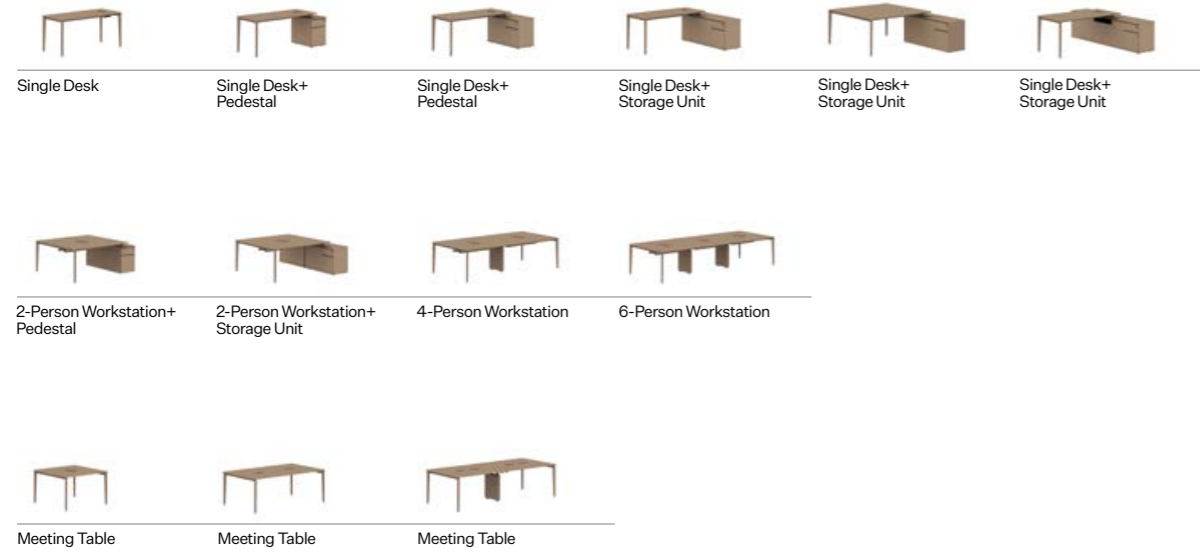 Single Desk
Single Desk+
Pedestal
Single Desk+
Pedestal
Single Desk+
Storage Unit
Single Desk+
Storage Unit
Single Desk+
Storage Unit
2-Person Workstation+
Pedestal
2-Person Workstation+
Storage Unit
4-Person Workstation
6-Person Workstation
Meeting Table
Meeting Table
Meeting Table